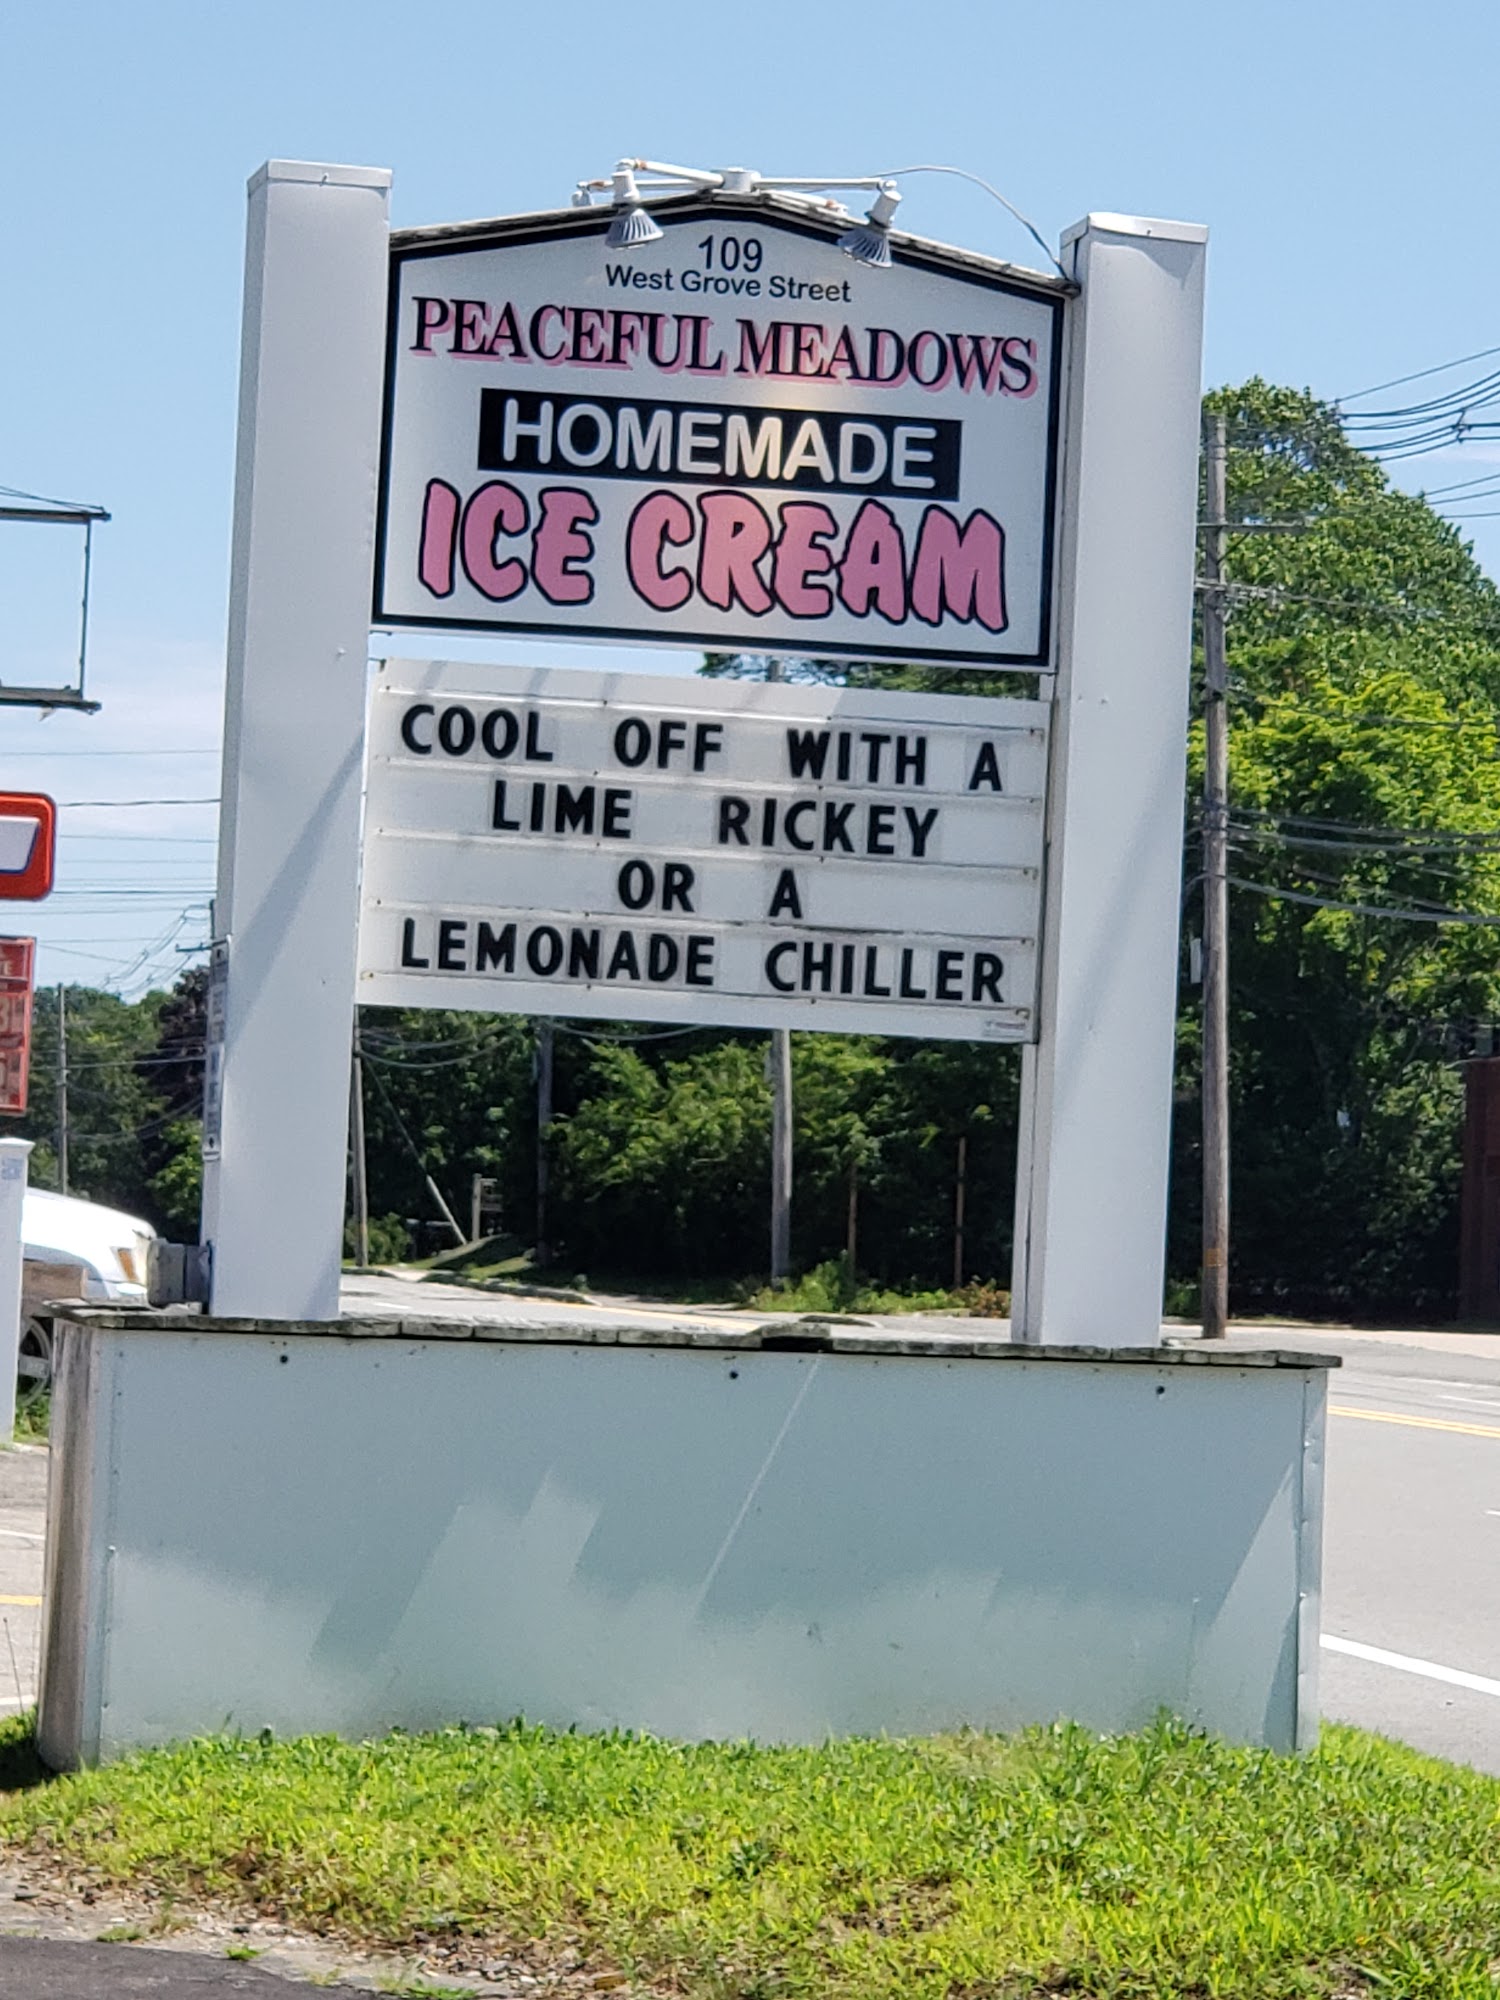 109
West Grove Street
PEACEFUL MEADOWS
HOMEMADE
ICE CREAM
COOL OFF WITH A
LIME RICKEY
OR A
LEMONADE CHILLER